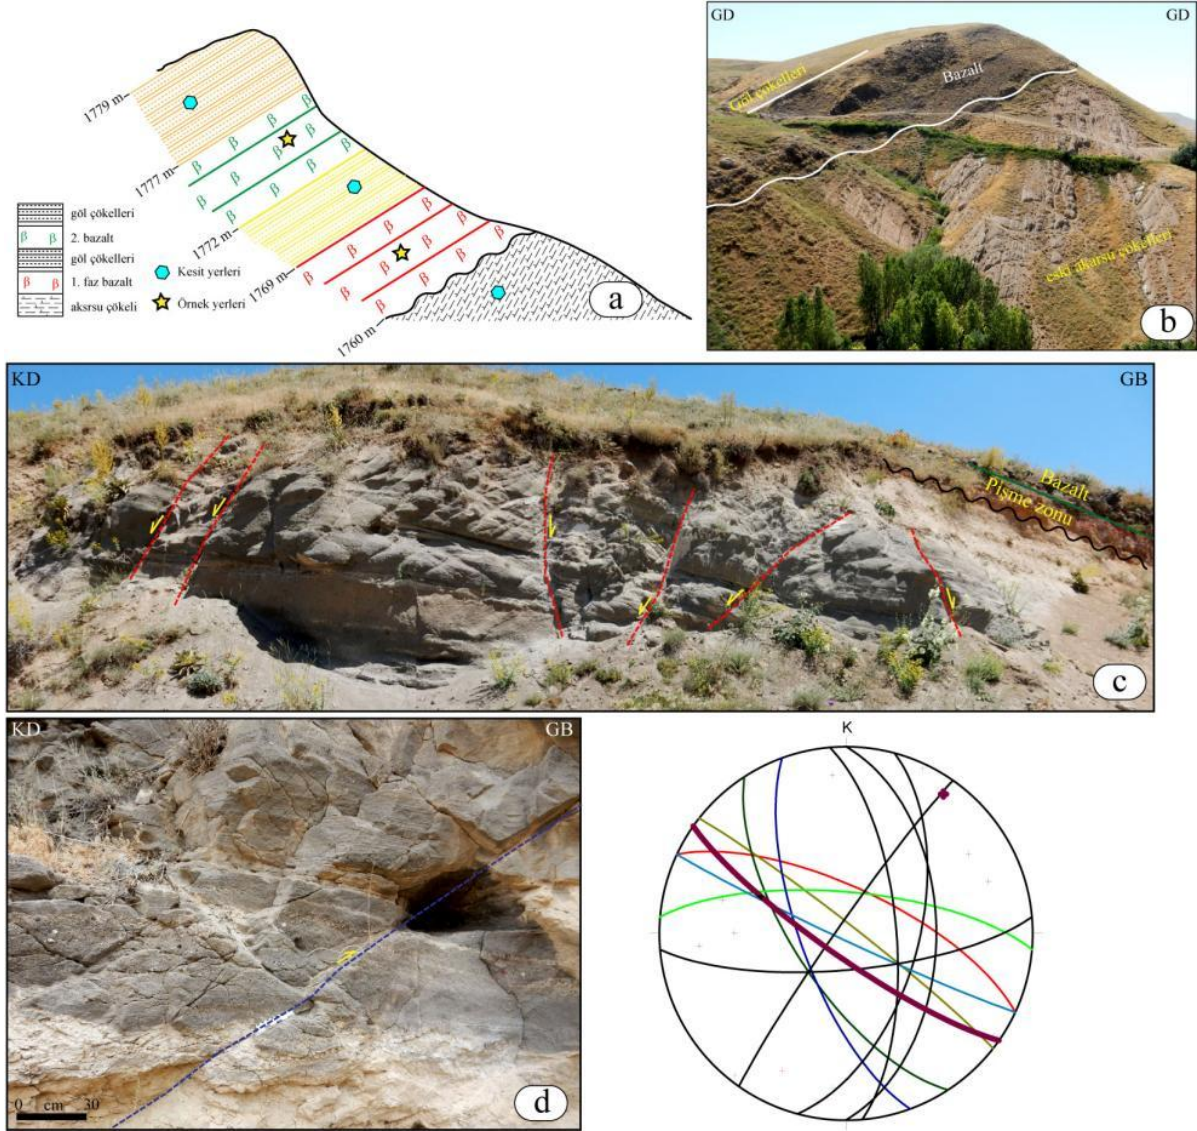 1779 m
1777 m
1772 m
1769 m
1760 m
β β β β
β β β β
β β β β
β β β β
β β β β
β β β β
göl çökelleri
β β 2. bazalt
göl çökelleri
β β 1. faz bazalt
aksrsu çökeli
Kesit yerleri
Örnek yerleri
a
GD GD
Göl çökelleri
Bazalt
eski akarsu çökelleri
b
KD GB
Bazalt
Pişme zonu
c
KD GB
0 cm 30
d
K